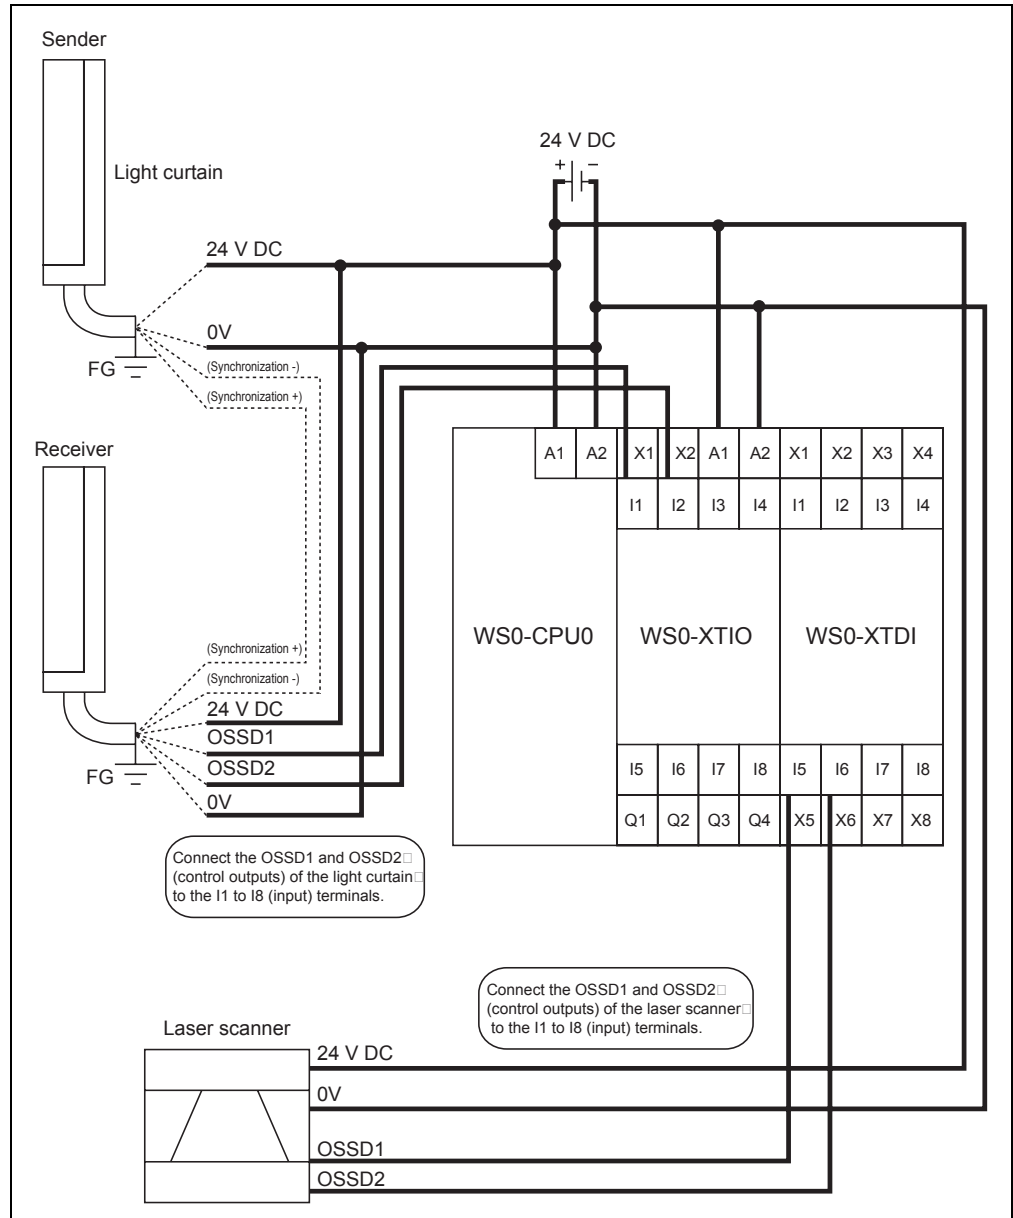 Sender
24 V DC
+ −
Light curtain
24 V DC
0V
(Synchronization -)
FG
(Synchronization +)
Receiver
A1 A2 X1 X2 A1 A2 X1 X2 X3 X4
I1 I2 I3 I4 I1 I2 I3 I4
WS0-CPU0 WS0-XTIO WS0-XTDI
(Synchronization +)
(Synchronization -)
24 V DC
OSSD1
OSSD2
FG
0V
I5 I6 I7 I8 I5 I6 I7 I8
Q1 Q2 Q3 Q4 X5 X6 X7 X8
Connect the OSSD1 and OSSD2□
(control outputs) of the light curtain□
to the I1 to I8 (input) terminals.
Connect the OSSD1 and OSSD2□
(control outputs) of the laser scanner□
to the I1 to I8 (input) terminals.
Laser scanner
24 V DC
0V
OSSD1
OSSD2